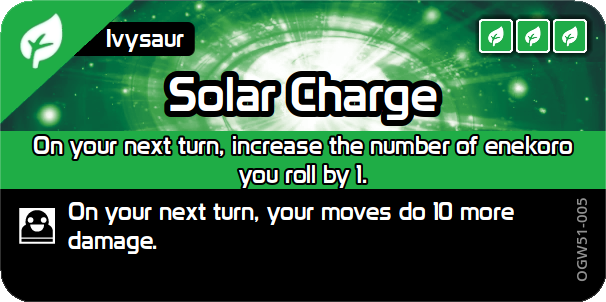 Ivysaur
Solar Charge
On your next turn, increase the number of enekoro
you roll by 1.
On your next turn, your moves do 10 more
damage.
OGW51-005